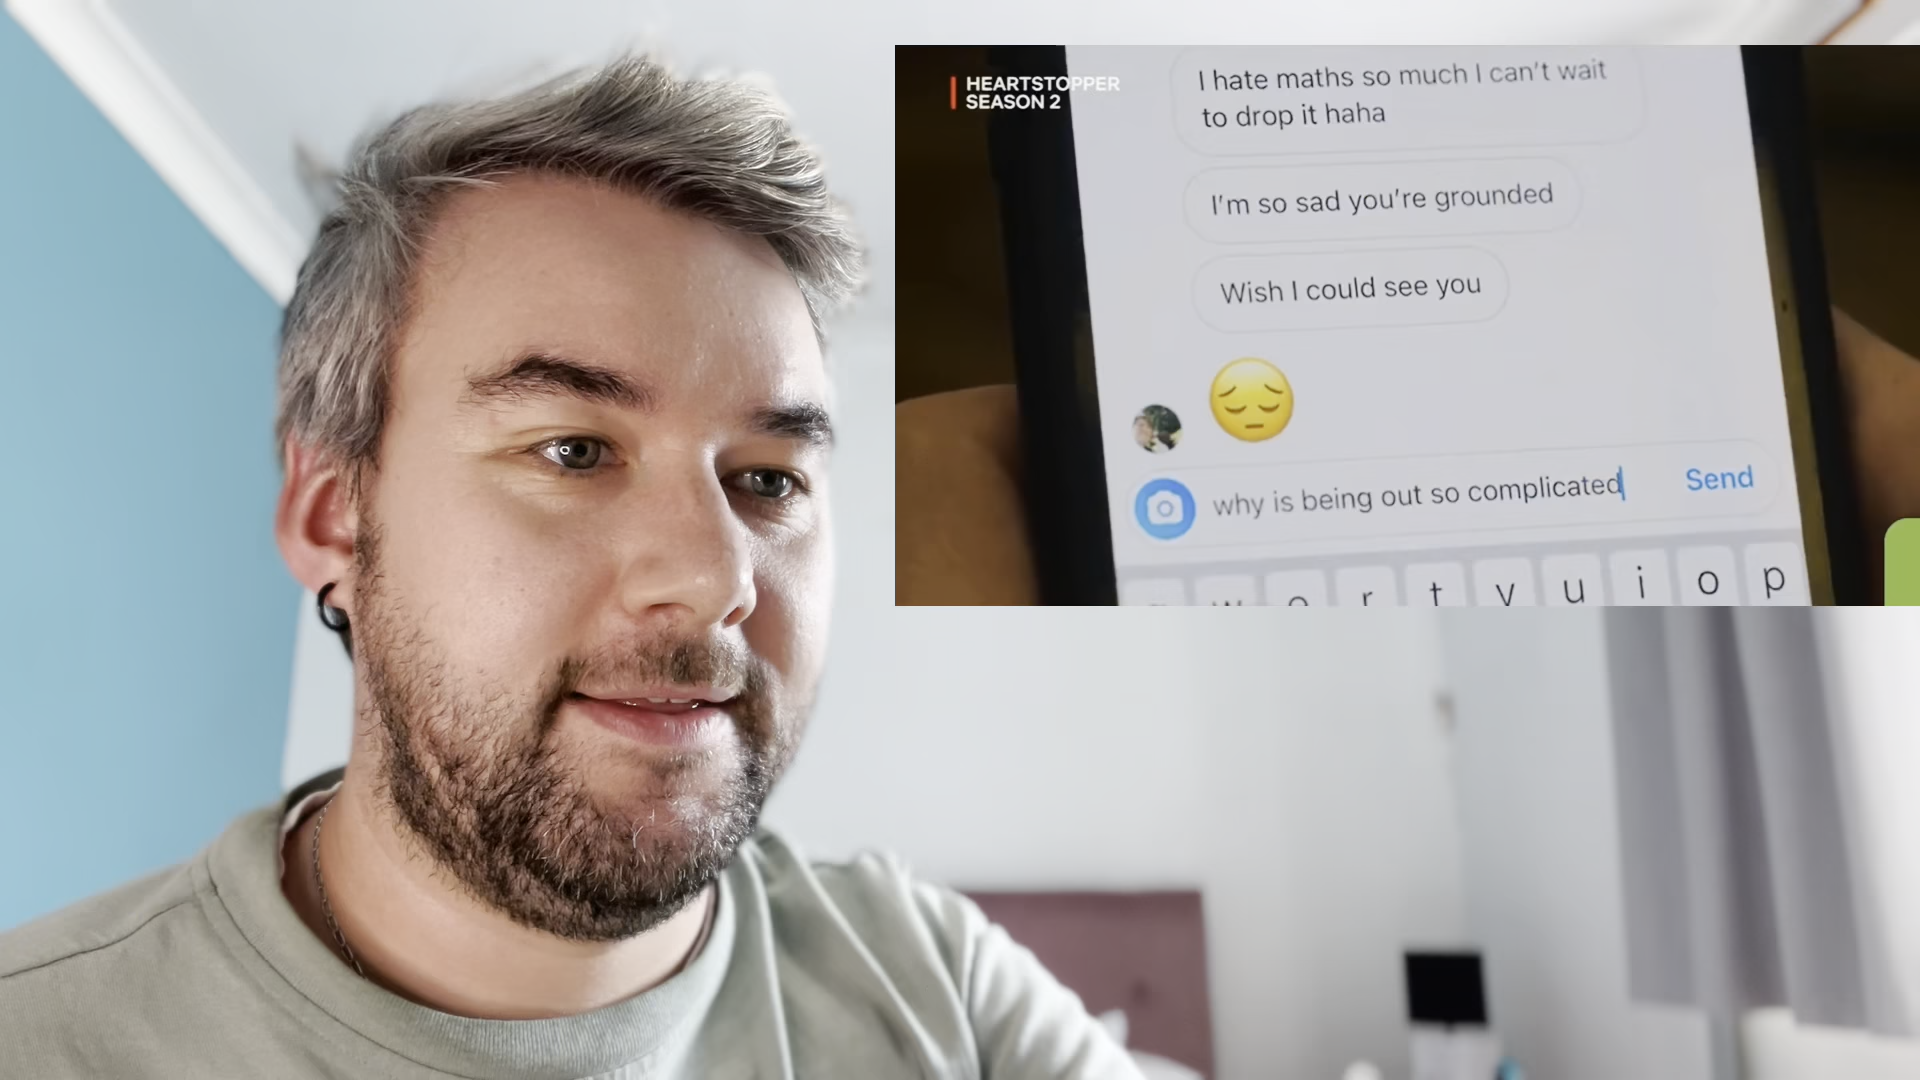 HEARTSTOPPER
SEASON 2
I hate maths so much I can't wait
to drop it haha
I'm so sad you're grounded
Wish I could see you
why is being out so complicated
Send
w e r t y u i o p